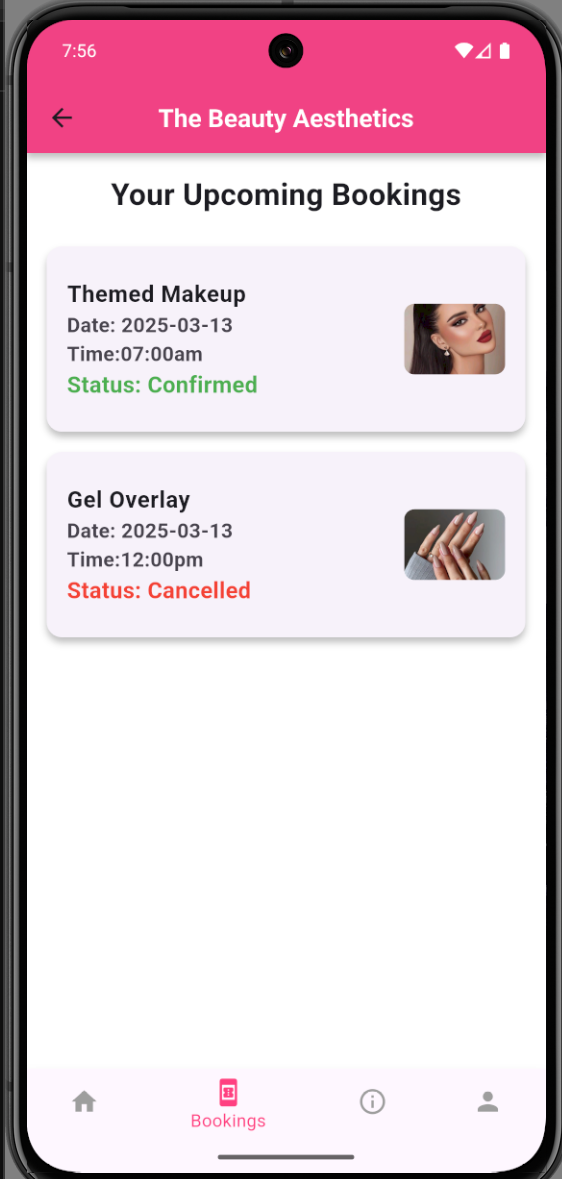 7:56
The Beauty Aesthetics
Your Upcoming Bookings
Themed Makeup
Date: 2025-03-13
Time:07:00am
Status: Confirmed
Gel Overlay
Date: 2025-03-13
Time:12:00pm
Status: Cancelled
Bookings